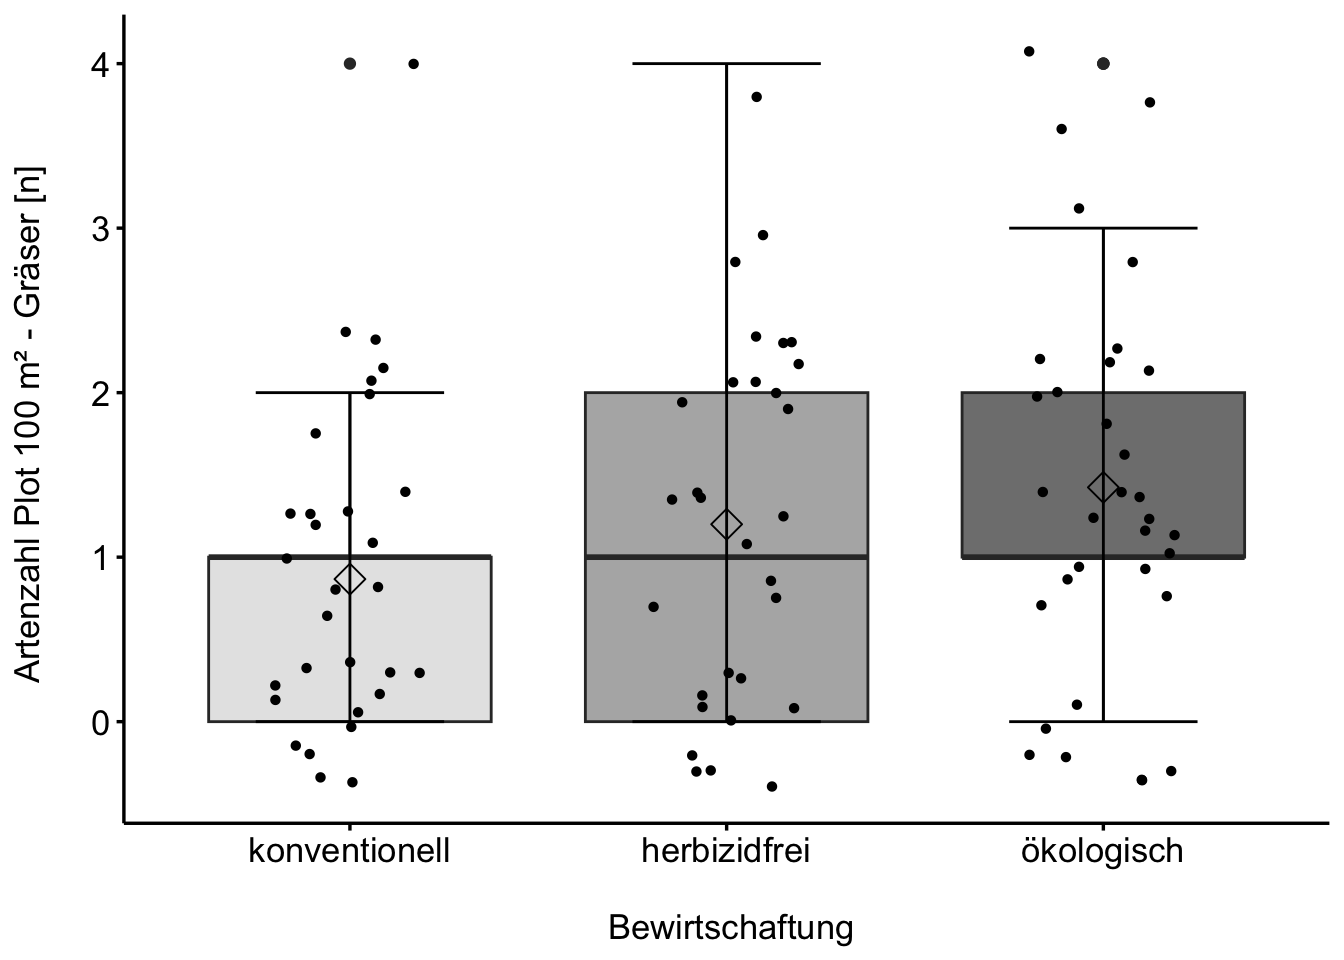 Artenzahl Plot 100 m² - Gräser [n]
4
3
2
1
0
konventionell herbizidfrei ökologisch
Bewirtschaftung